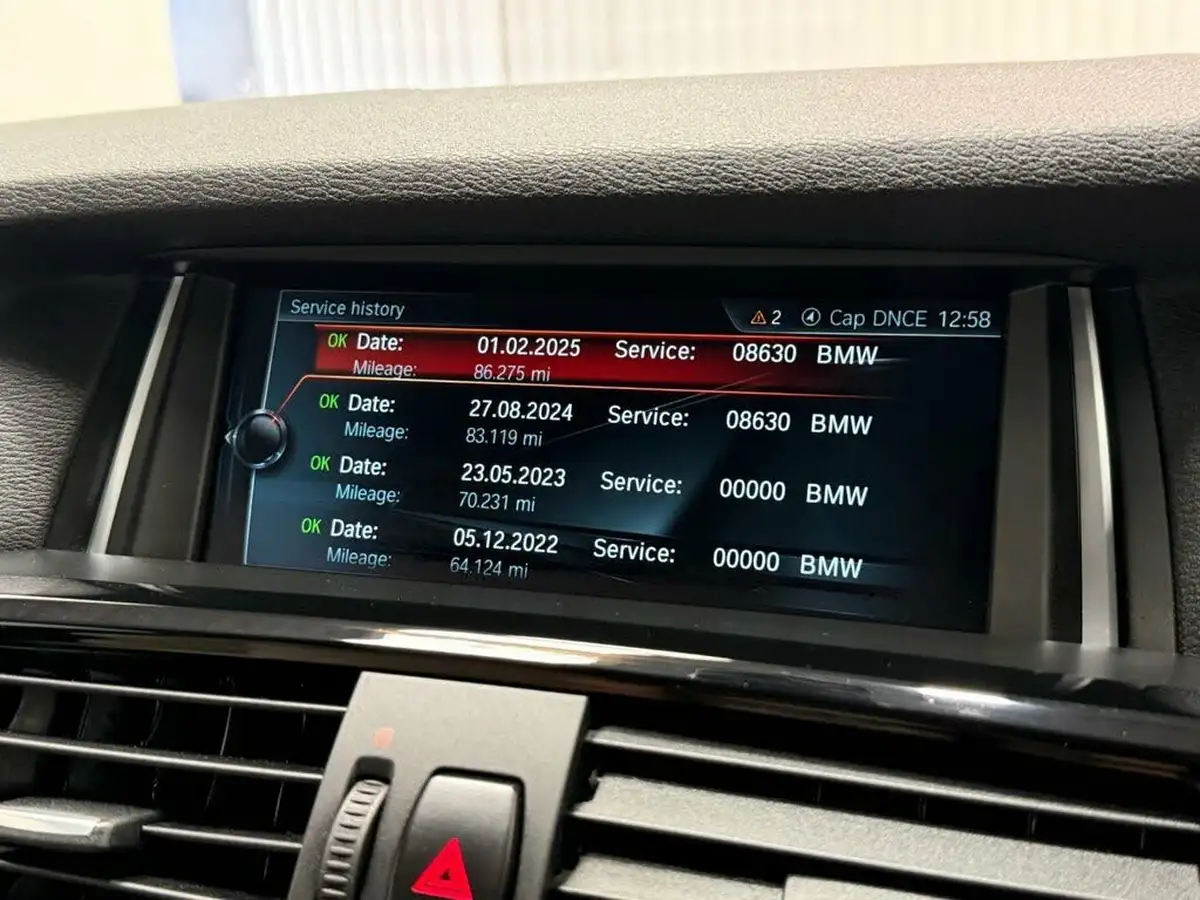 Service history
2 Cap DNCE 12:58
OK Date: 01.02.2025 Service: 08630 BMW
Mileage: 86.275 mi
OK Date: 27.08.2024 Service: 08630 BMW
Mileage: 83.119 mi
OK Date: 23.05.2023 Service: 00000 BMW
Mileage: 70.231 mi
OK Date: 05.12.2022 Service: 00000 BMW
Mileage: 64.124 mi